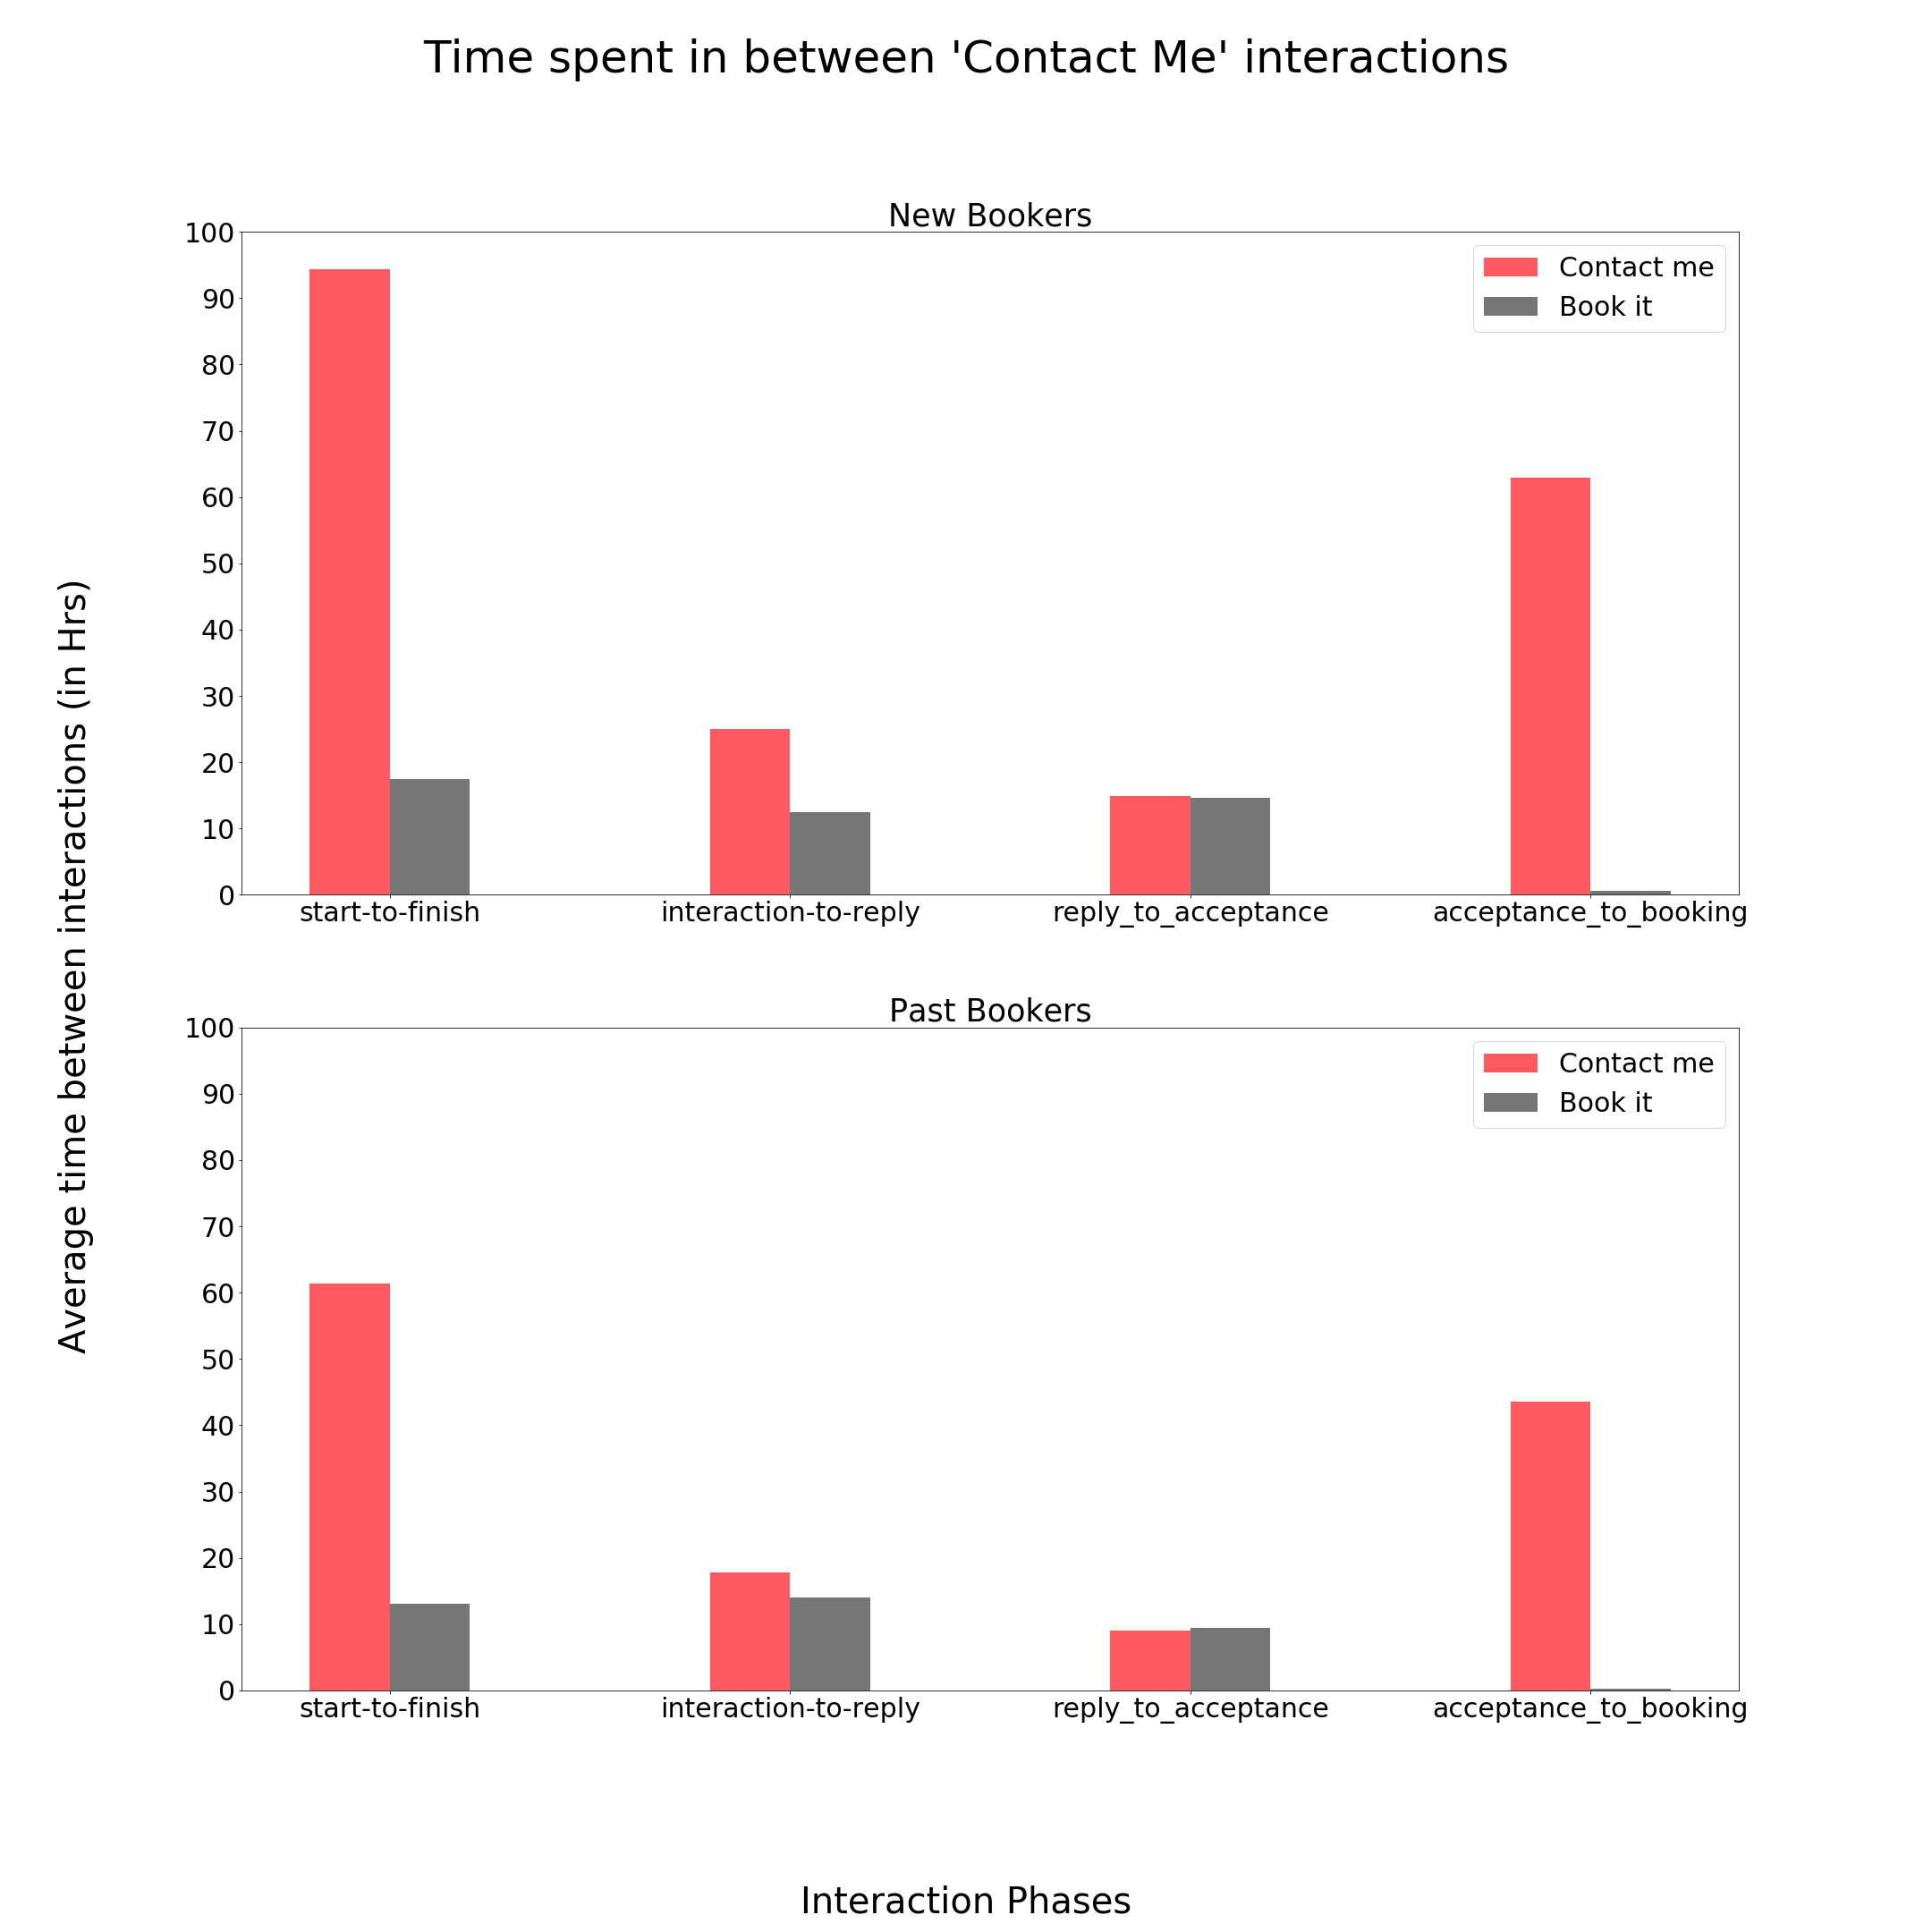 Time spent in between 'Contact Me' interactions
New Bookers
100
90
80
70
60
50
40
30
20
10
0
Contact me
Book it
start-to-finish interaction-to-reply reply_to_acceptance acceptance_to_booking
Average time between interactions (in Hrs)
Past Bookers
100
90
80
70
60
50
40
30
20
10
0
Contact me
Book it
start-to-finish interaction-to-reply reply_to_acceptance acceptance_to_booking
Interaction Phases